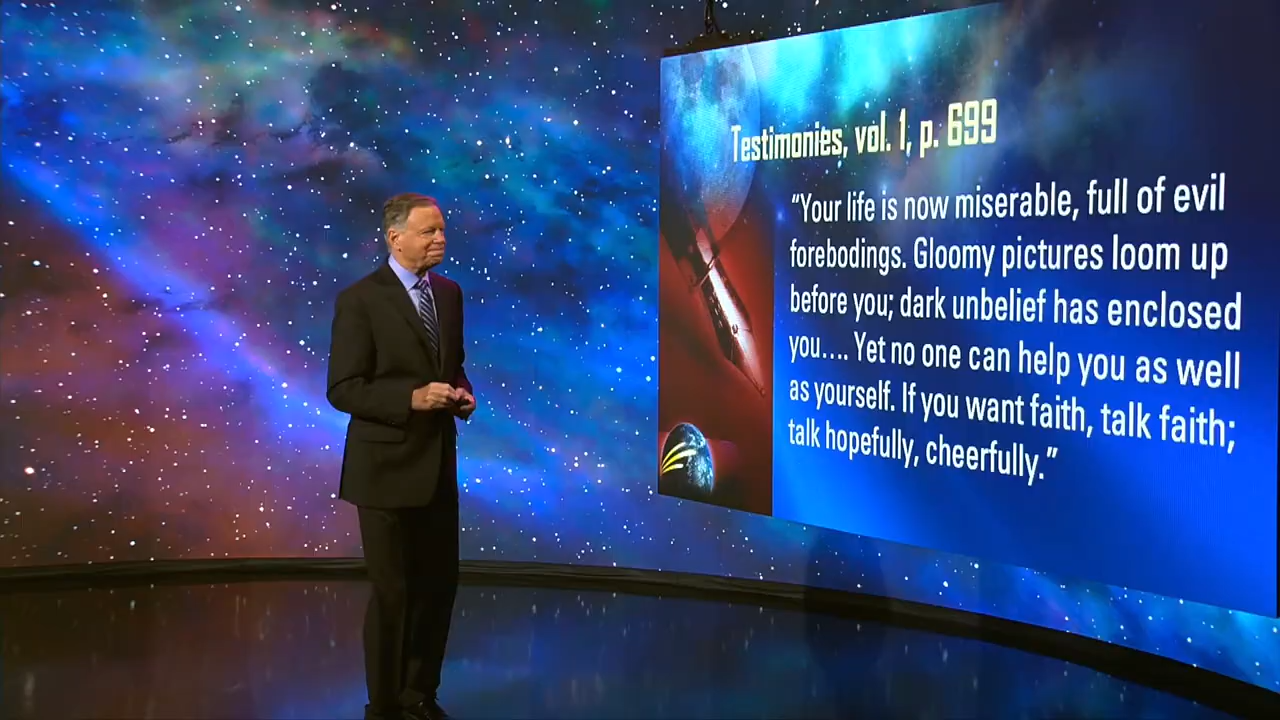 Testimonies, vol. 1, p. 699
“Your life is now miserable, full of evil
forebodings. Gloomy pictures loom up
before you; dark unbelief has enclosed
you.... Yet no one can help you as well
as yourself. If you want faith, talk faith;
talk hopefully, cheerfully.”